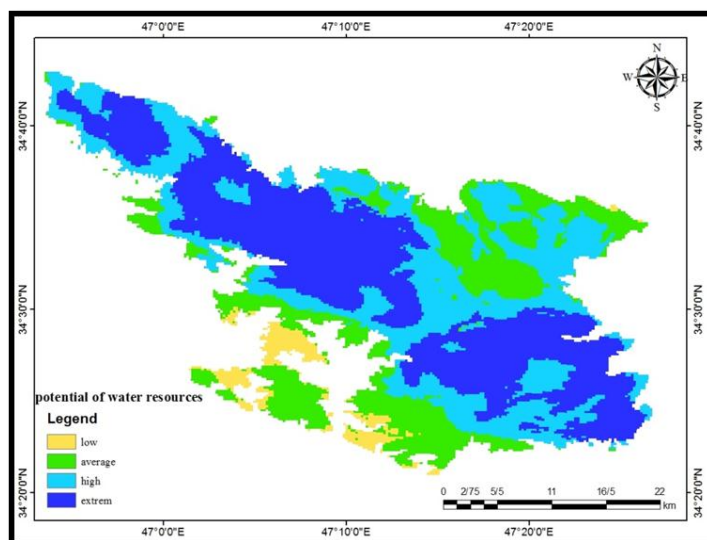 47°0'0"E 47°10'0"E 47°20'0"E
N
W E
S
34°40'0"N 34°40'0"N
34°30'0"N 34°30'0"N
34°20'0"N 34°20'0"N
potential of water resources
Legend
low
average
high
extrem
0 2/75 5/5 11 16/5 22
km
47°0'0"E 47°10'0"E 47°20'0"E